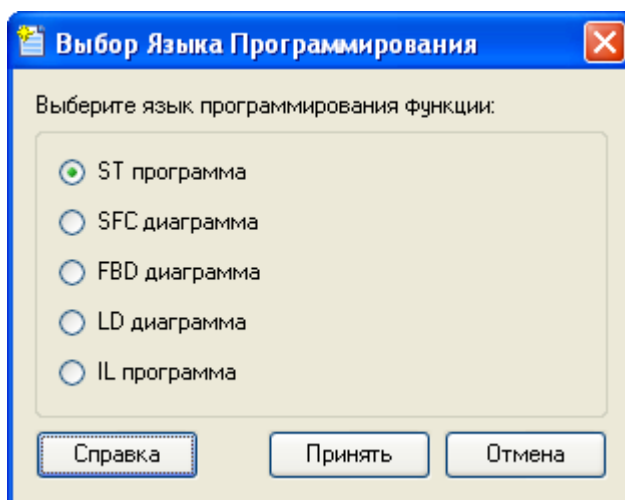 Выбор Языка Программирования
Выберите язык программирования функции:
ST программа
SFC диаграмма
FBD диаграмма
LD диаграмма
IL программа
Справка Принять Отмена